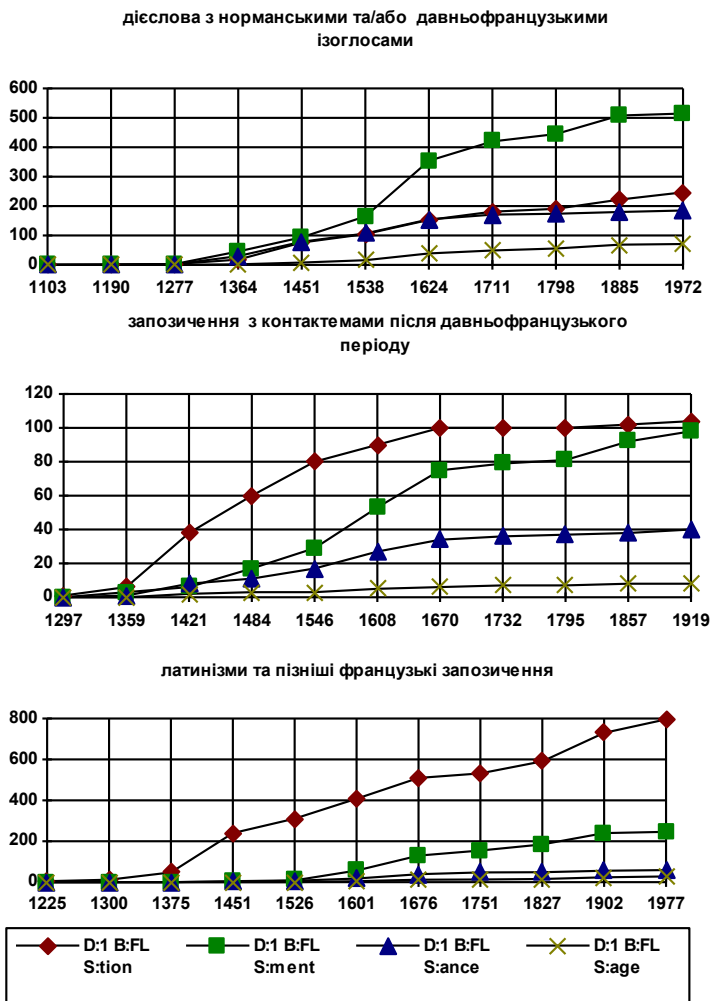 дієслова з норманськими та/або давньофранцузькими
ізоглосами
600
500
400
300
200
100
0
1103 1190 1277 1364 1451 1538 1624 1711 1798 1885 1972
запозичення з контактемами після давньофранцузького
періоду
120
100
80
60
40
20
0
1297 1359 1421 1484 1546 1608 1670 1732 1795 1857 1919
латинізми та пізніші французькі запозичення
800
600
400
200
0
1225 1300 1375 1451 1526 1601 1676 1751 1827 1902 1977
D:1 B:FL D:1 B:FL D:1 B:FL D:1 B:FL
S:tion S:ment S:ance S:age